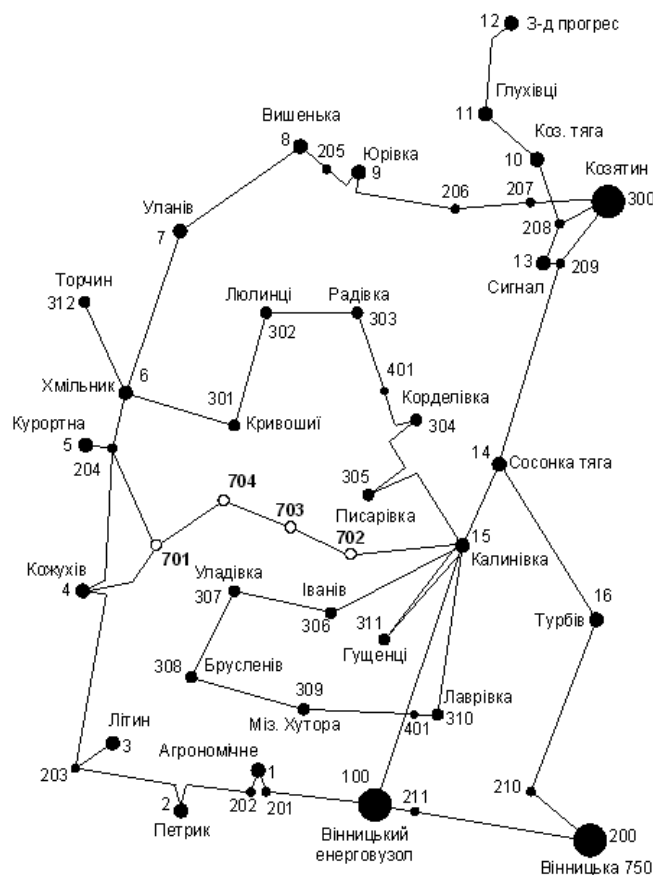 12 З-д прогрес
Глухівці
11
Коз. тяга
10
Вишенька
8
205 Юрівка
9
Козятин
300
206
207
208
Уланів
7
13
209
Сигнал
Торчин
312
Люлинці
302
Радівка
303
6
Хмільник
301
Кривошиї
401
Корделівка
304
Курортна
5
204
14
Сосонка тяга
305
Писарівка
704
703
702
701
15
Калинівка
Кожухів
4
Уладівка
307
Іванів
306
311
Гущенці
16
Турбів
308
Брусленів
309
Міз. Хутора
Лаврівка
401
310
Літин
3
203
Агрономічне
1
202
201
2
Петрик
100
Вінницький
енерговузол
211
210
200
Вінницька 750